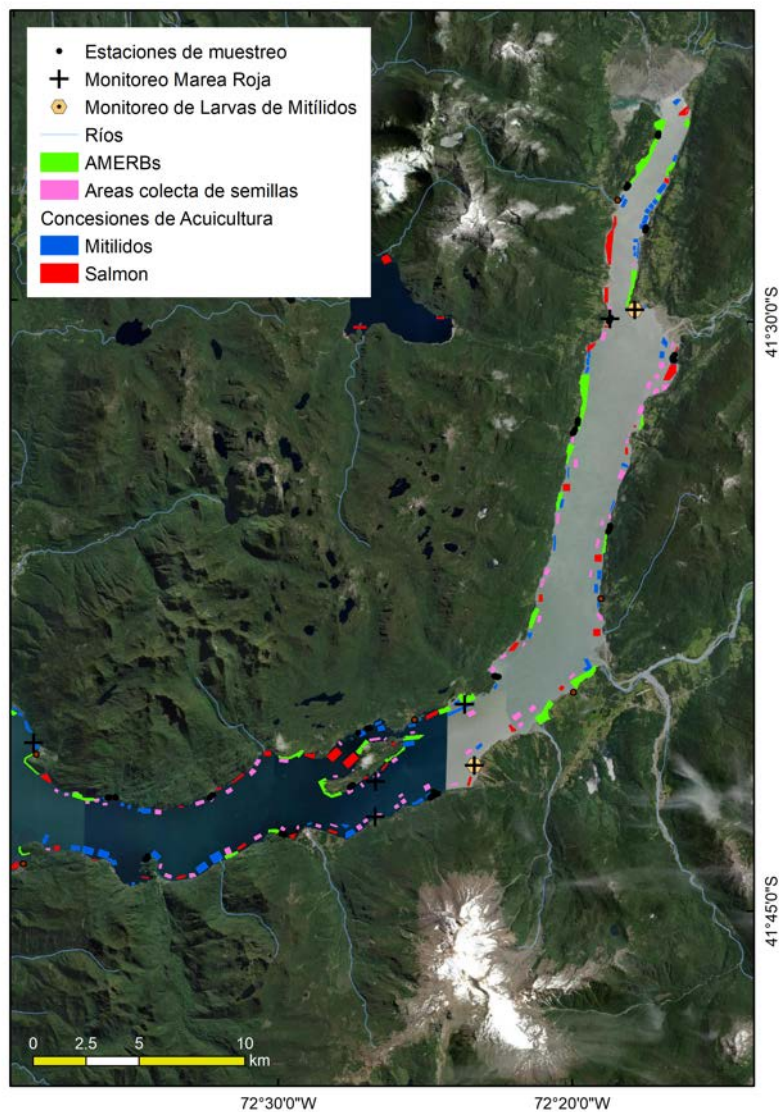 Estaciones de muestreo
Monitoreo Marea Roja
Monitoreo de Larvas de Mitílidos
Ríos
AMERBs
Areas colecta de semillas
Concesiones de Acuicultura
Mitilidos
Salmon
41°30'0"S
41°45'0"S
0 2.5 5 10
km
72°30'0"W 72°20'0"W